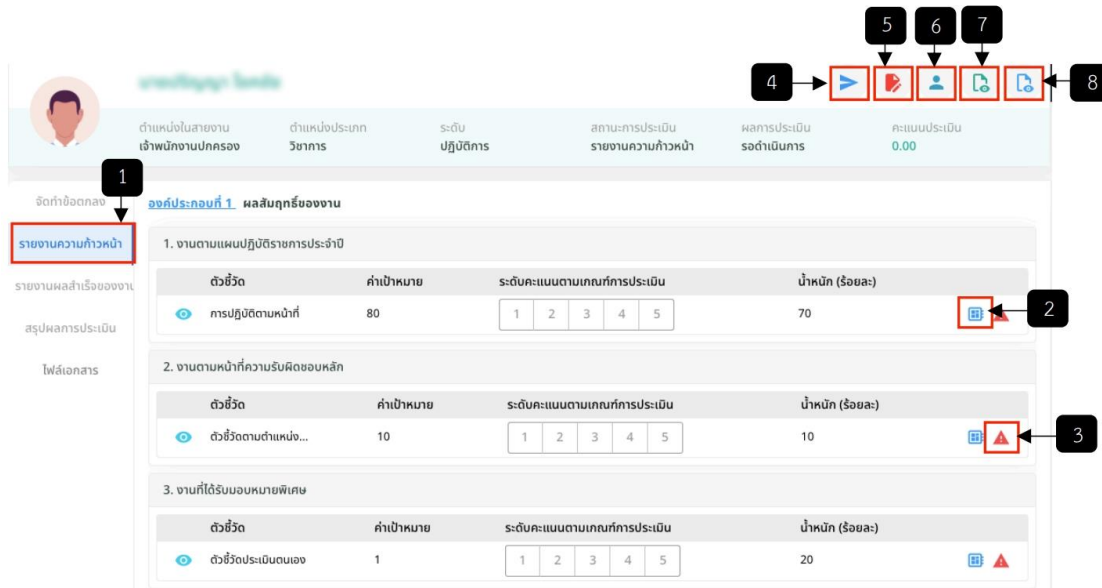 5 6 7
4 8
ตำแหน่งในสายงาน ตำแหน่งประเภท ระดับ สถานะการประเมิน ผลการประเมิน คะแนนประเมิน
เจ้าพนักงานปกครอง วิชาการ ปฏิบัติการ รายงานความก้าวหน้า รอดำเนินการ 0.00
1
จัดทำข้อตกลง องค์ประกอบที่ 1 ผลสัมฤทธิ์ของงาน
รายงานความก้าวหน้า 1. งานตามแผนปฏิบัติราชการประจำปี
ตัวชี้วัด ค่าเป้าหมาย ระดับคะแนนตามเกณฑ์การประเมิน น้ำหนัก (ร้อยละ)
รายงานผลสำเร็จของงาน
การปฏิบัติตามหน้าที่ 80 1 2 3 4 5 70 2
สรุปผลการประเมิน
ไฟล์เอกสาร 2. งานตามหน้าที่ความรับผิดชอบหลัก
ตัวชี้วัด ค่าเป้าหมาย ระดับคะแนนตามเกณฑ์การประเมิน น้ำหนัก (ร้อยละ)
ตัวชี้วัดตามตำแหน่ง... 10 1 2 3 4 5 10 3
3. งานที่ได้รับมอบหมายพิเศษ
ตัวชี้วัด ค่าเป้าหมาย ระดับคะแนนตามเกณฑ์การประเมิน น้ำหนัก (ร้อยละ)
ตัวชี้วัดประเมินตนเอง 1 1 2 3 4 5 20